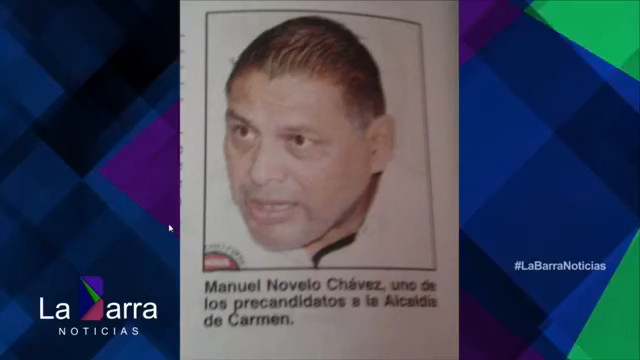 Manuel Novelo Chávez, uno de
los precandidatos a la Alcaldía
de Carmen.
#LaBarraNoticias
La Barra
NOTICIAS